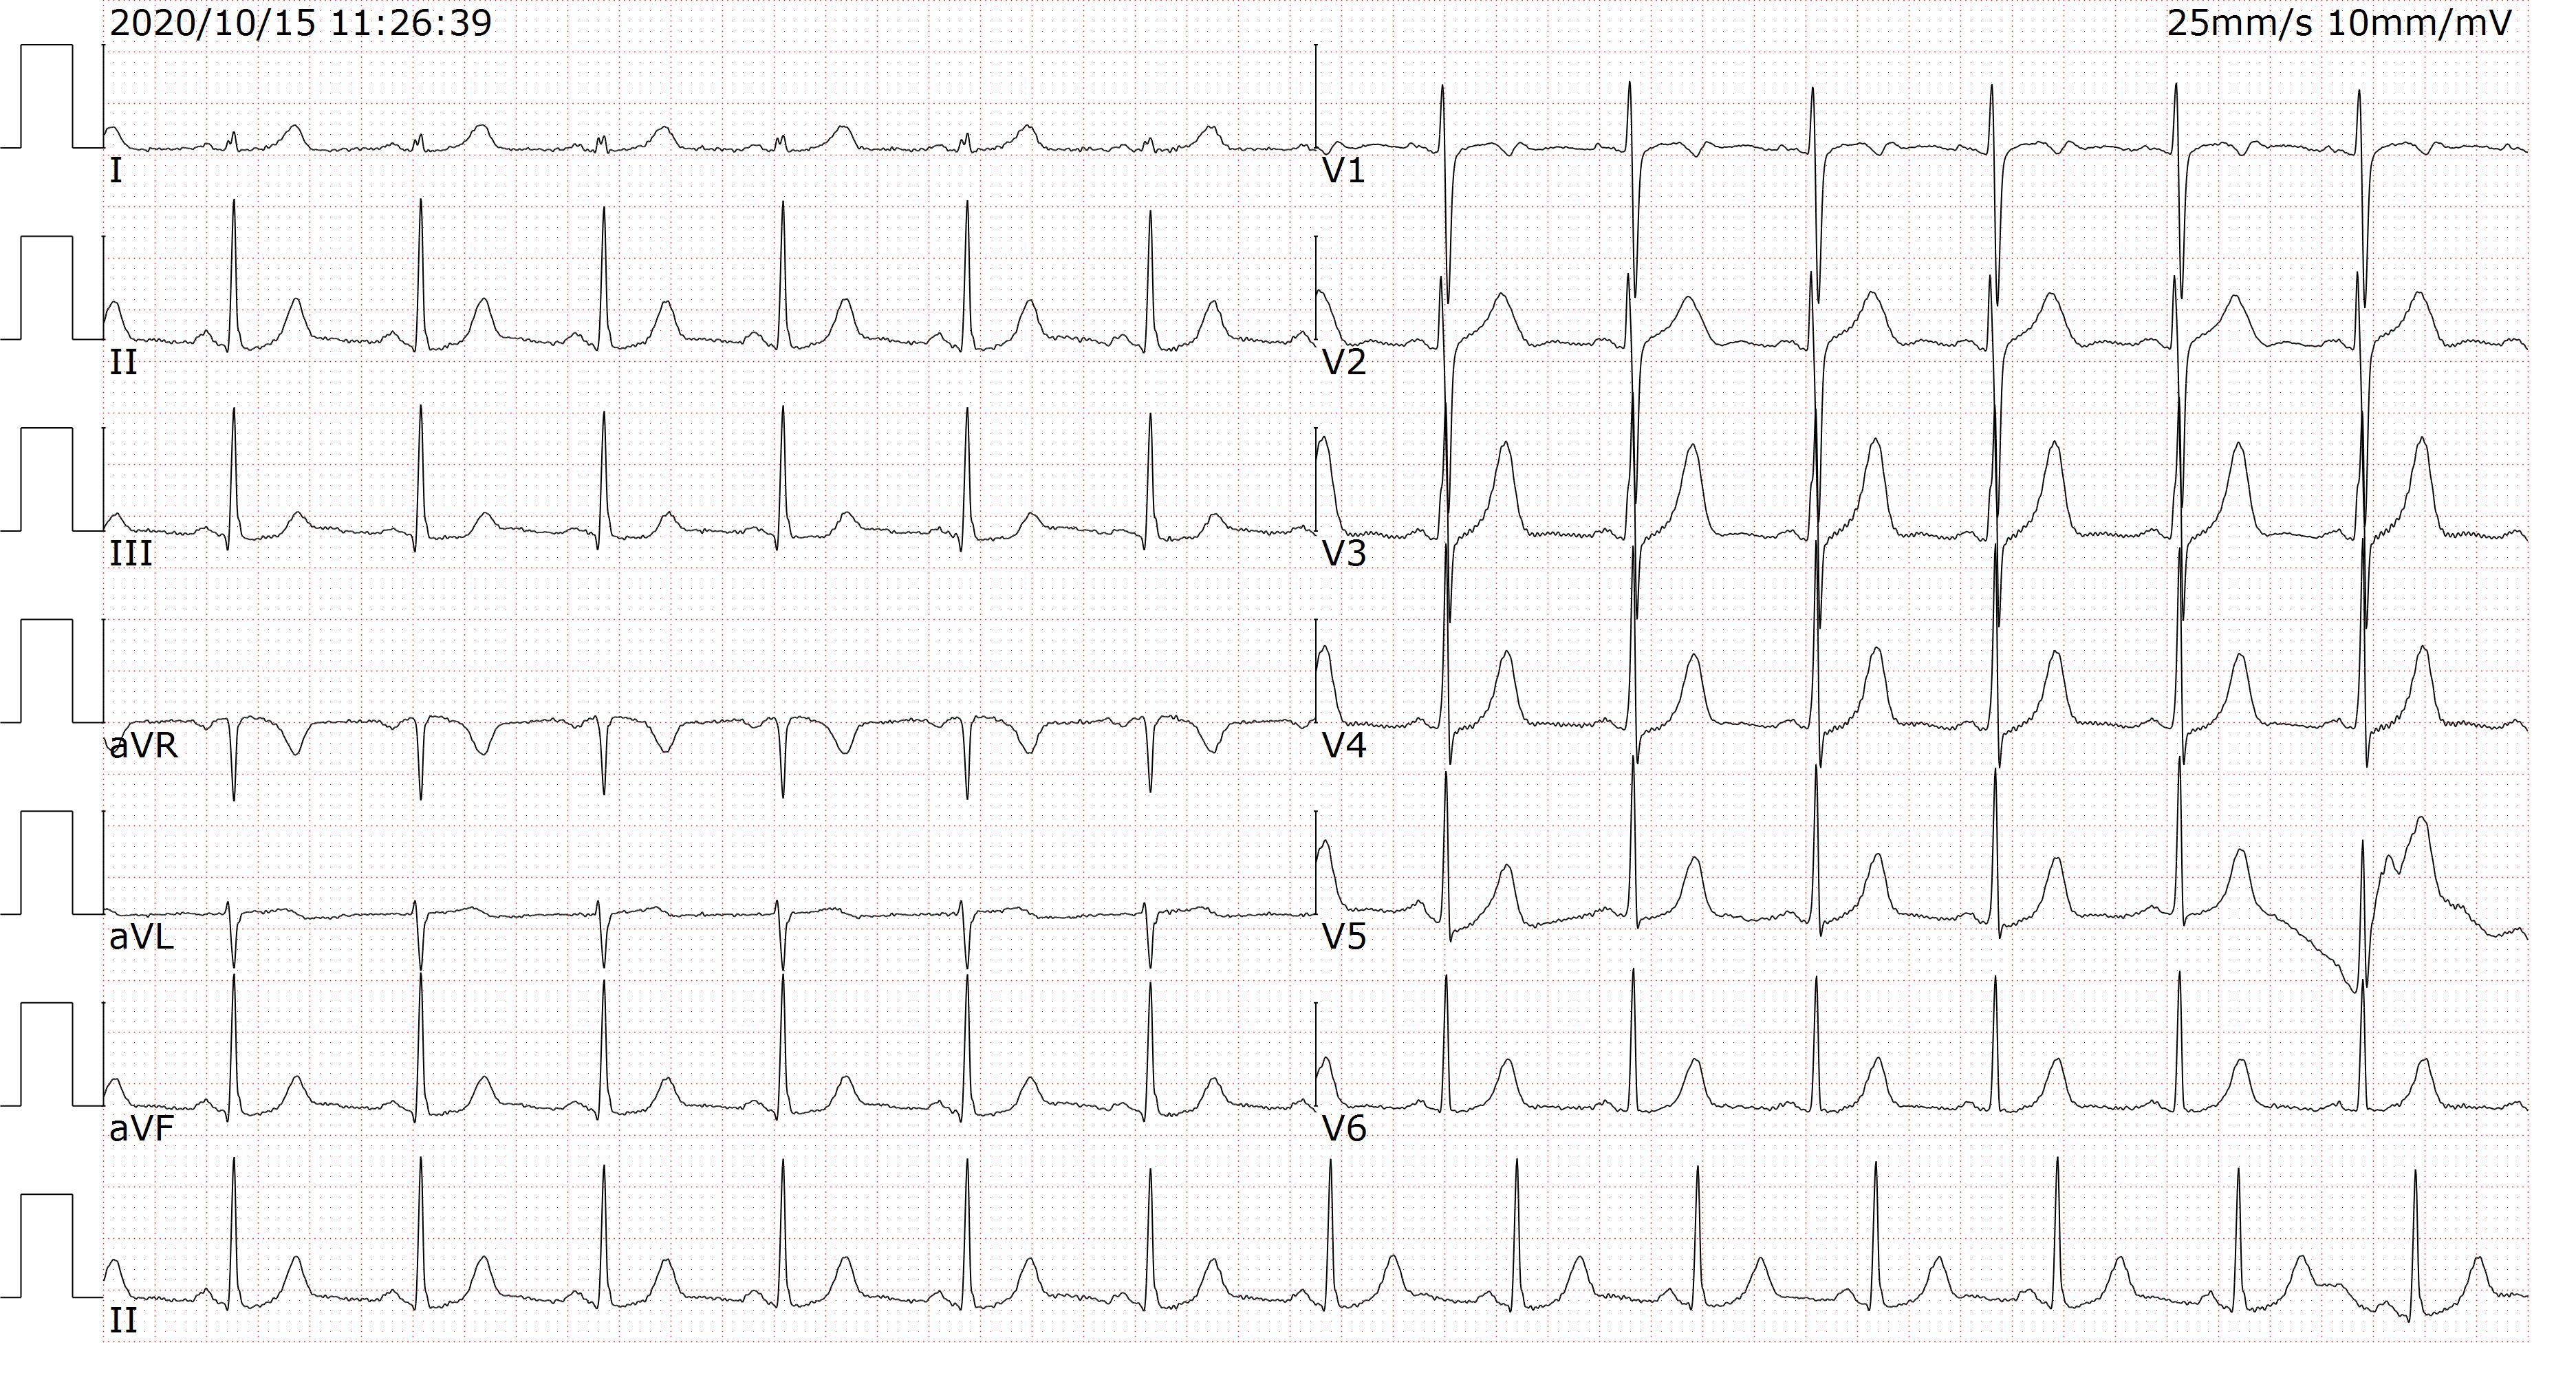 2020/10/15 11:26:39 25mm/s 10mm/mV
I V1
II V2
III V3
aVR V4
aVL V5
aVF V6
II